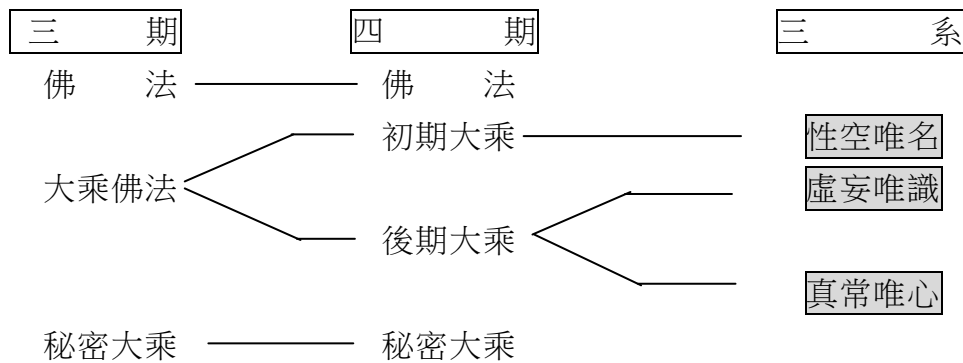 三期 四期 三系
佛法 佛法
初期大乘 性空唯名
大乘佛法 虛妄唯識
後期大乘
真常唯心
秘密大乘 秘密大乘